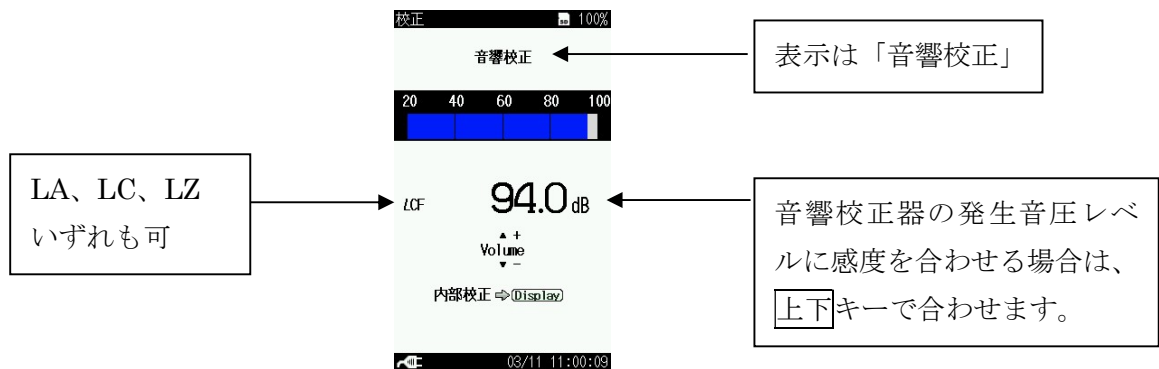 校正 100%
音響校正
表示は「音響校正」
20 40 60 80 100
LA、LC、LZ
いずれも可
LCF 94.0 dB
▲ +
Volume
▼ −
内部校正 ⇨ Display
音響校正器の発生音圧レベ
ルに感度を合わせる場合は、
上下キーで合わせます。
03/11 11:00:09